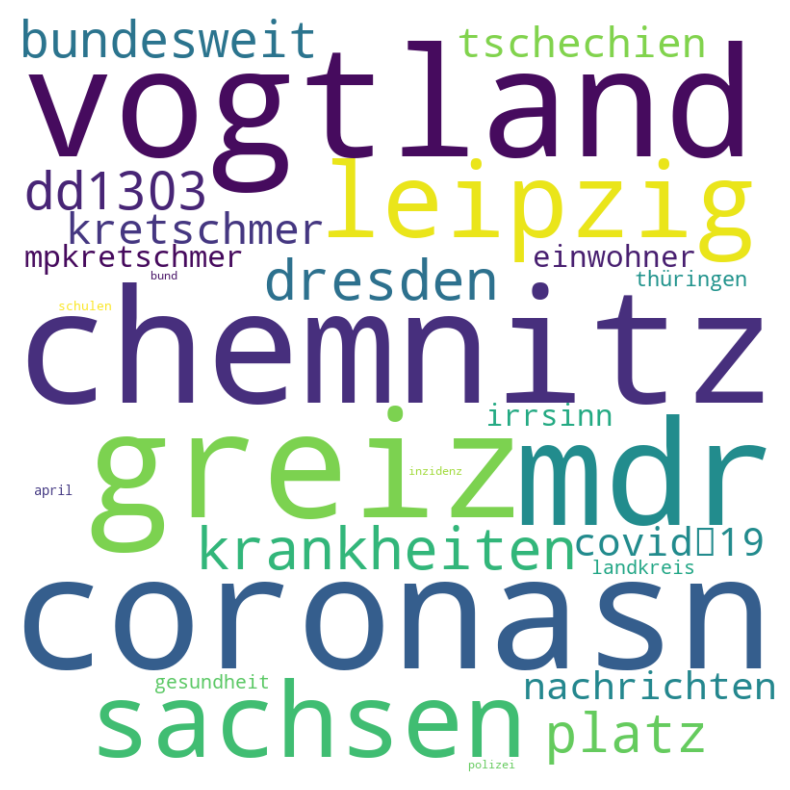 bundesweit tschechien
vogtland
dd1303 leipzig
kretschmer
mpkretschmer einwohner
bund dresden thüringen
schulen
chemnitz
irrsinn
greiz mdr
inzidenz
april
krankheiten covid▯19
landkreis
coronasn
gesundheit nachrichten
sachsen platz
polizei